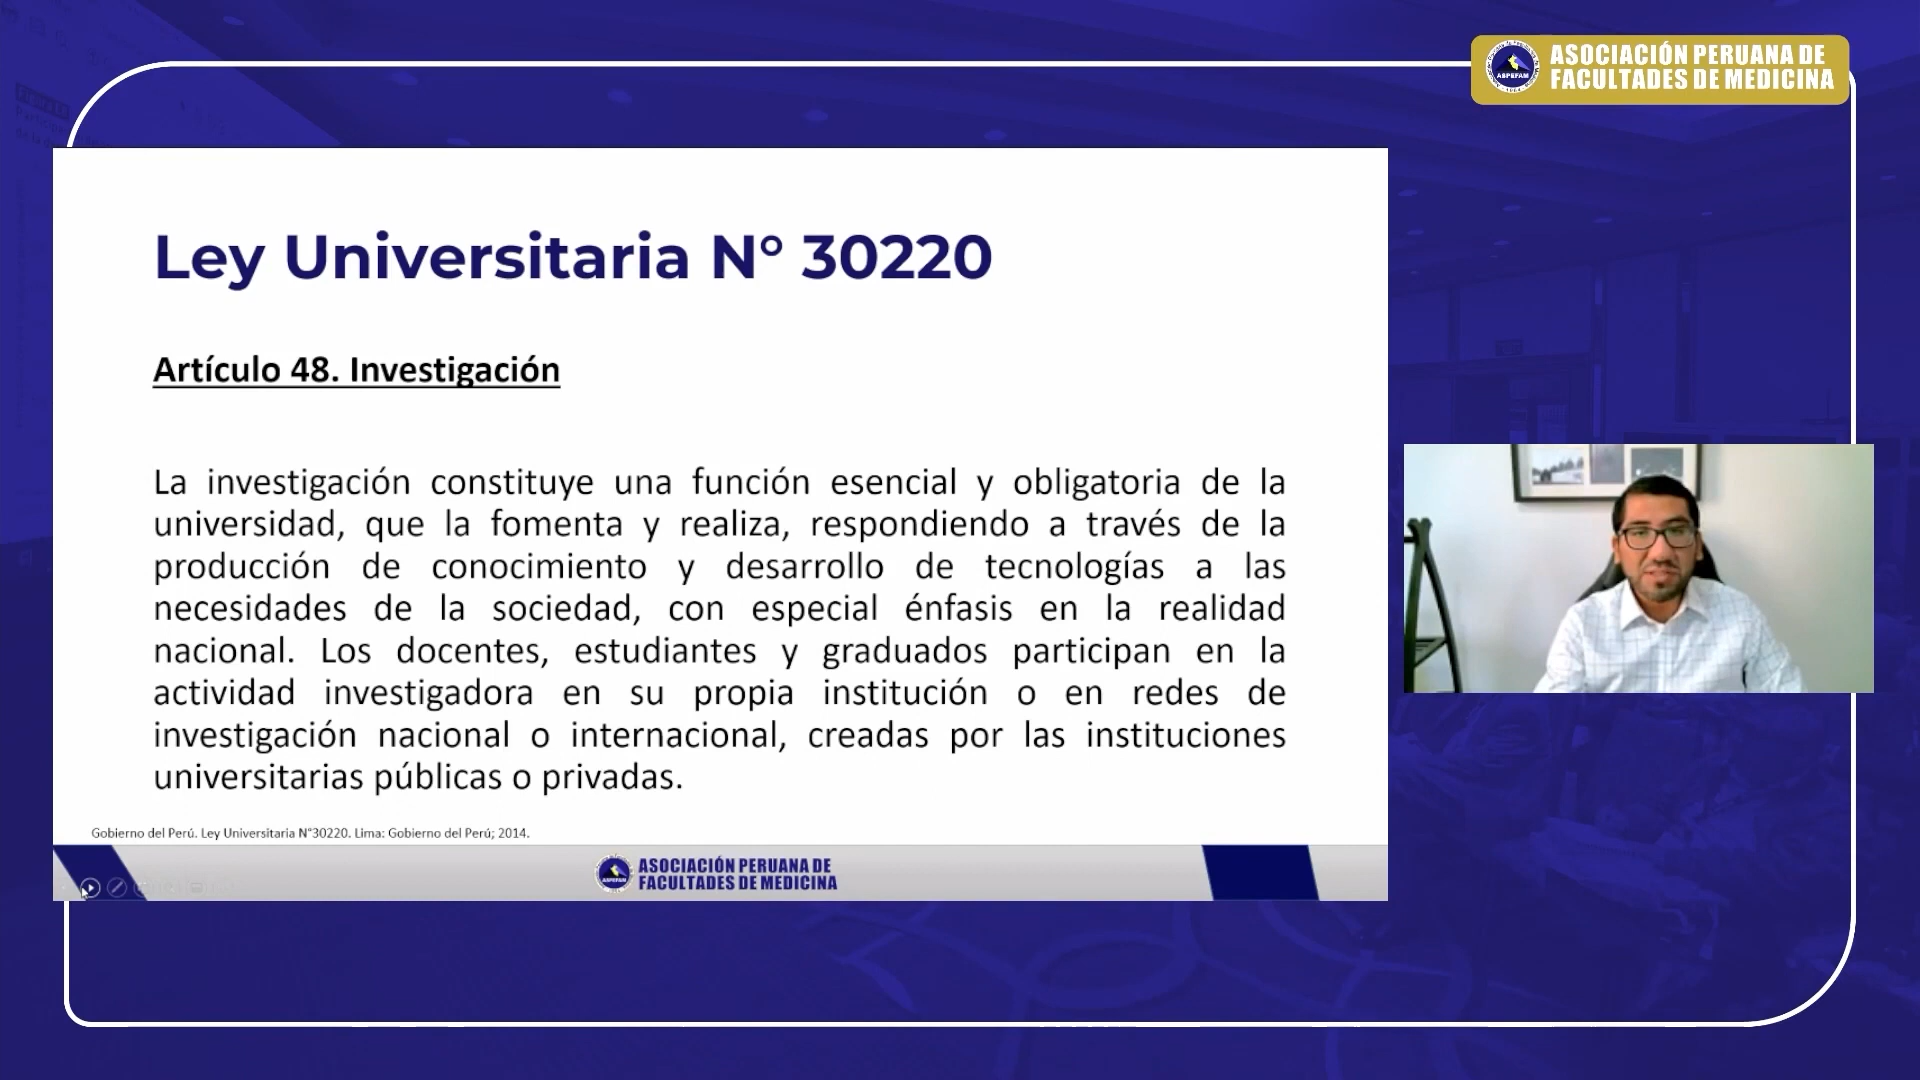 ASOCIACIÓN PERUANA DE
FACULTADES DE MEDICINA
ASPEFAM
Ley Universitaria N° 30220
Artículo 48. Investigación
La investigación constituye una función esencial y obligatoria de la
universidad, que la fomenta y realiza, respondiendo a través de la
producción de conocimiento y desarrollo de tecnologías a las
necesidades de la sociedad, con especial énfasis en la realidad
nacional. Los docentes, estudiantes y graduados participan en la
actividad investigadora en su propia institución o en redes de
investigación nacional o internacional, creadas por las instituciones
universitarias públicas o privadas.
Gobierno del Perú. Ley Universitaria N°30220. Lima: Gobierno del Perú; 2014.
ASPEFAM
ASOCIACIÓN PERUANA DE
FACULTADES DE MEDICINA